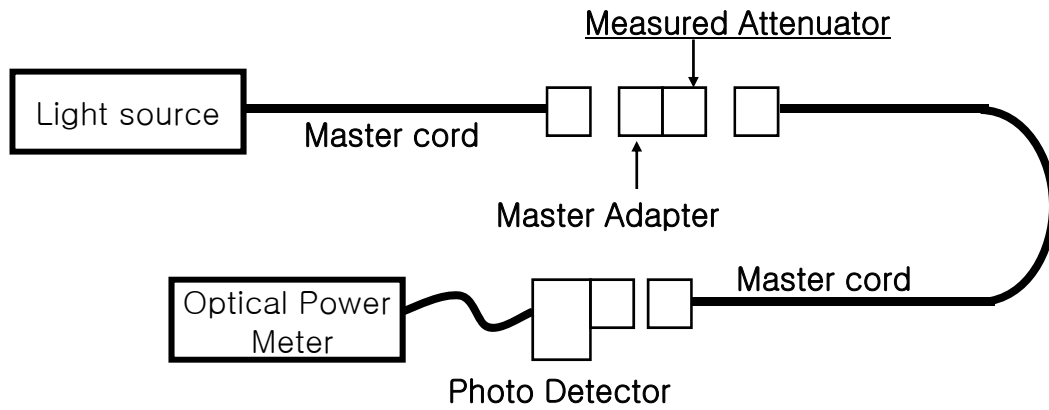 Measured Attenuator
Light source
Master cord
Master Adapter
Master cord
Optical Power
Meter
Photo Detector